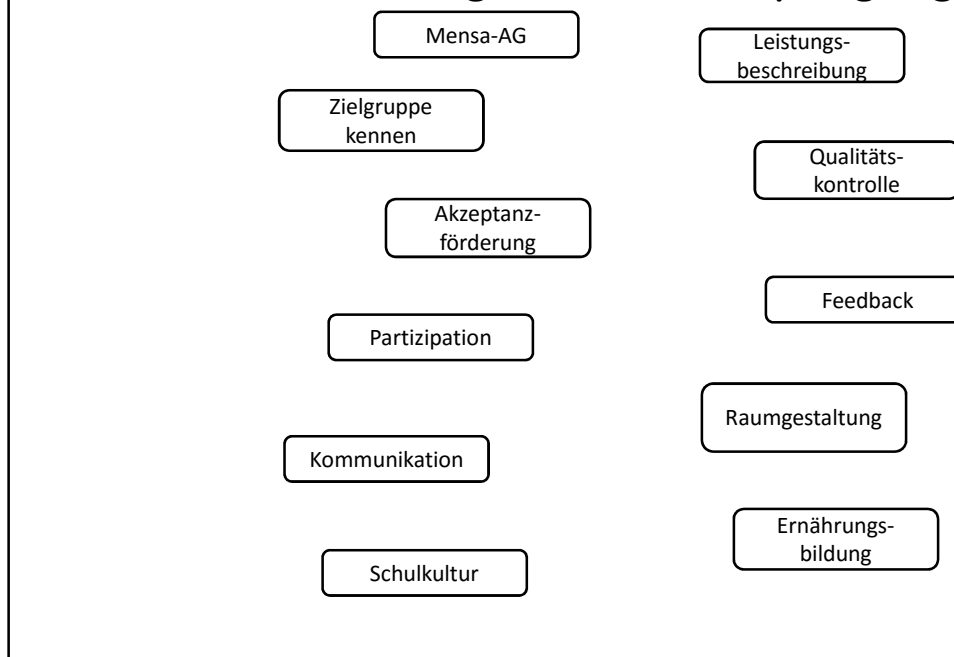 Mensa-AG
Leistungs-
beschreibung
Zielgruppe
kennen
Qualitäts-
kontrolle
Akzeptanz-
förderung
Feedback
Partizipation
Raumgestaltung
Kommunikation
Ernährungs-
bildung
Schulkultur